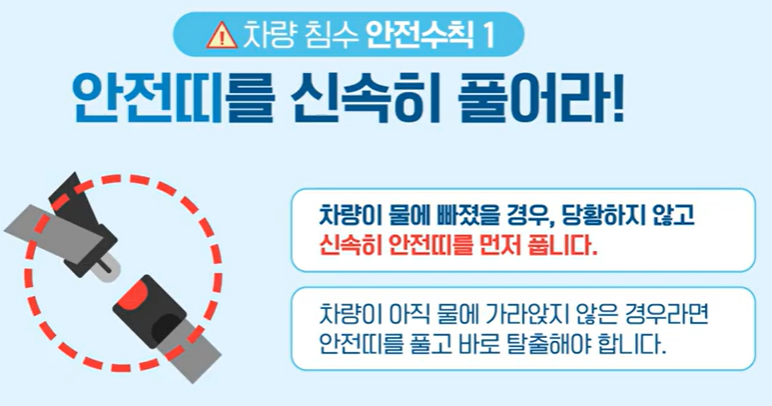 차량 침수 안전수칙 1
안전띠를 신속히 풀어라!
차량이 물에 빠졌을 경우, 당황하지 않고
신속히 안전띠를 먼저 풉니다.
차량이 아직 물에 가라앉지 않은 경우라면
안전띠를 풀고 바로 탈출해야 합니다.